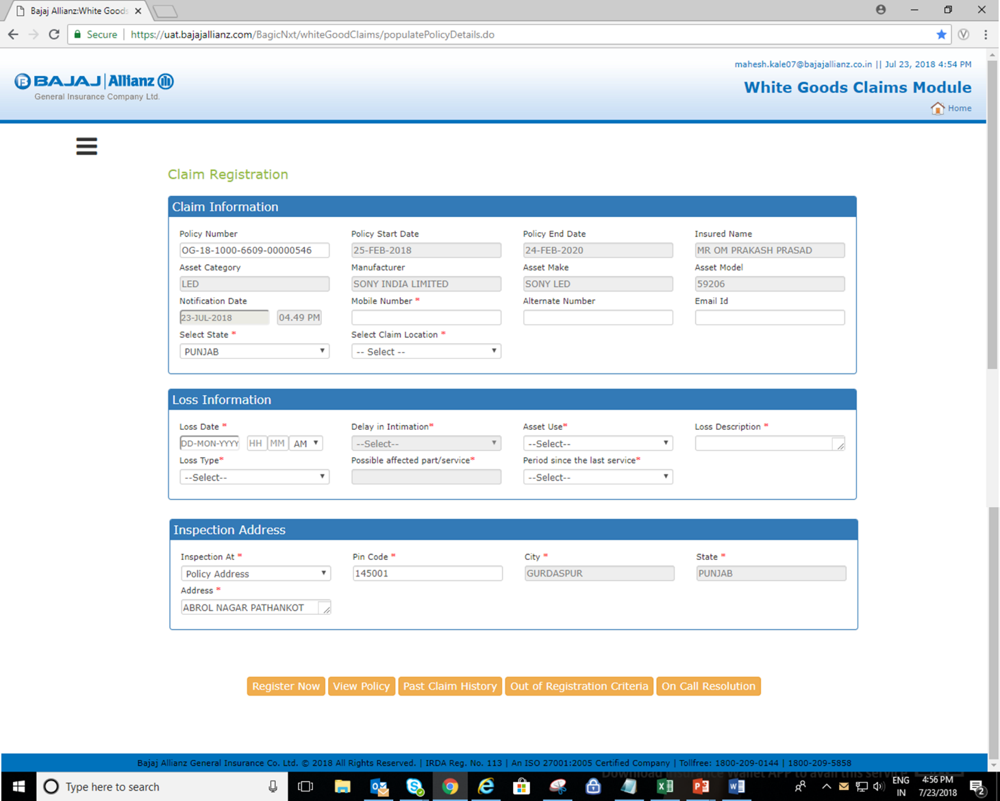 Bajaj Allianz:White Goods
Secure | https://uat.bajajallianz.com/BagicNxt/whiteGoodClaims/populatePolicyDetails.do
mahesh.kale07@bajajallianz.co.in || Jul 23, 2018 4:54 PM
BAJAJ | Allianz
General Insurance Company Ltd.
White Goods Claims Module
Home
Claim Registration
Claim Information
Policy Number Policy Start Date Policy End Date Insured Name
OG-18-1000-6609-00000546 25-FEB-2018 24-FEB-2020 MR OM PRAKASH PRASAD
Asset Category Manufacturer Asset Make Asset Model
LED SONY INDIA LIMITED SONY LED 59206
Notification Date Mobile Number * Alternate Number Email Id
23-JUL-2018 04.49 PM
Select State * Select Claim Location *
PUNJAB -- Select --
Loss Information
Loss Date * Delay in Intimation* Asset Use* Loss Description *
DD-MON-YYYY HH MM AM --Select-- --Select--
Loss Type* Possible affected part/service* Period since the last service*
--Select-- --Select--
Inspection Address
Inspection At * Pin Code * City * State *
Policy Address 145001 GURDASPUR PUNJAB
Address *
ABROL NAGAR PATHANKOT
Register Now View Policy Past Claim History Out of Registration Criteria On Call Resolution
Bajaj Allianz General Insurance Co. Ltd. © 2018 All Rights Reserved. | IRDA Reg. No. 113 | An ISO 27001:2005 Certified Company | Tollfree: 1800-209-0144 | 1800-209-5858
Download Insurance Wallet APP to avail this service
Type here to search
ENG 4:56 PM
IN 7/23/2018
2